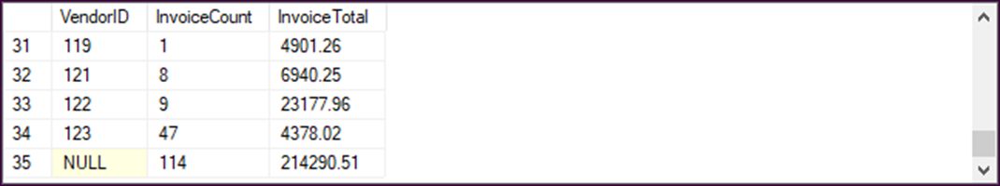 VendorID InvoiceCount InvoiceTotal
31 119 1 4901.26
32 121 8 6940.25
33 122 9 23177.96
34 123 47 4378.02
35 NULL 114 214290.51